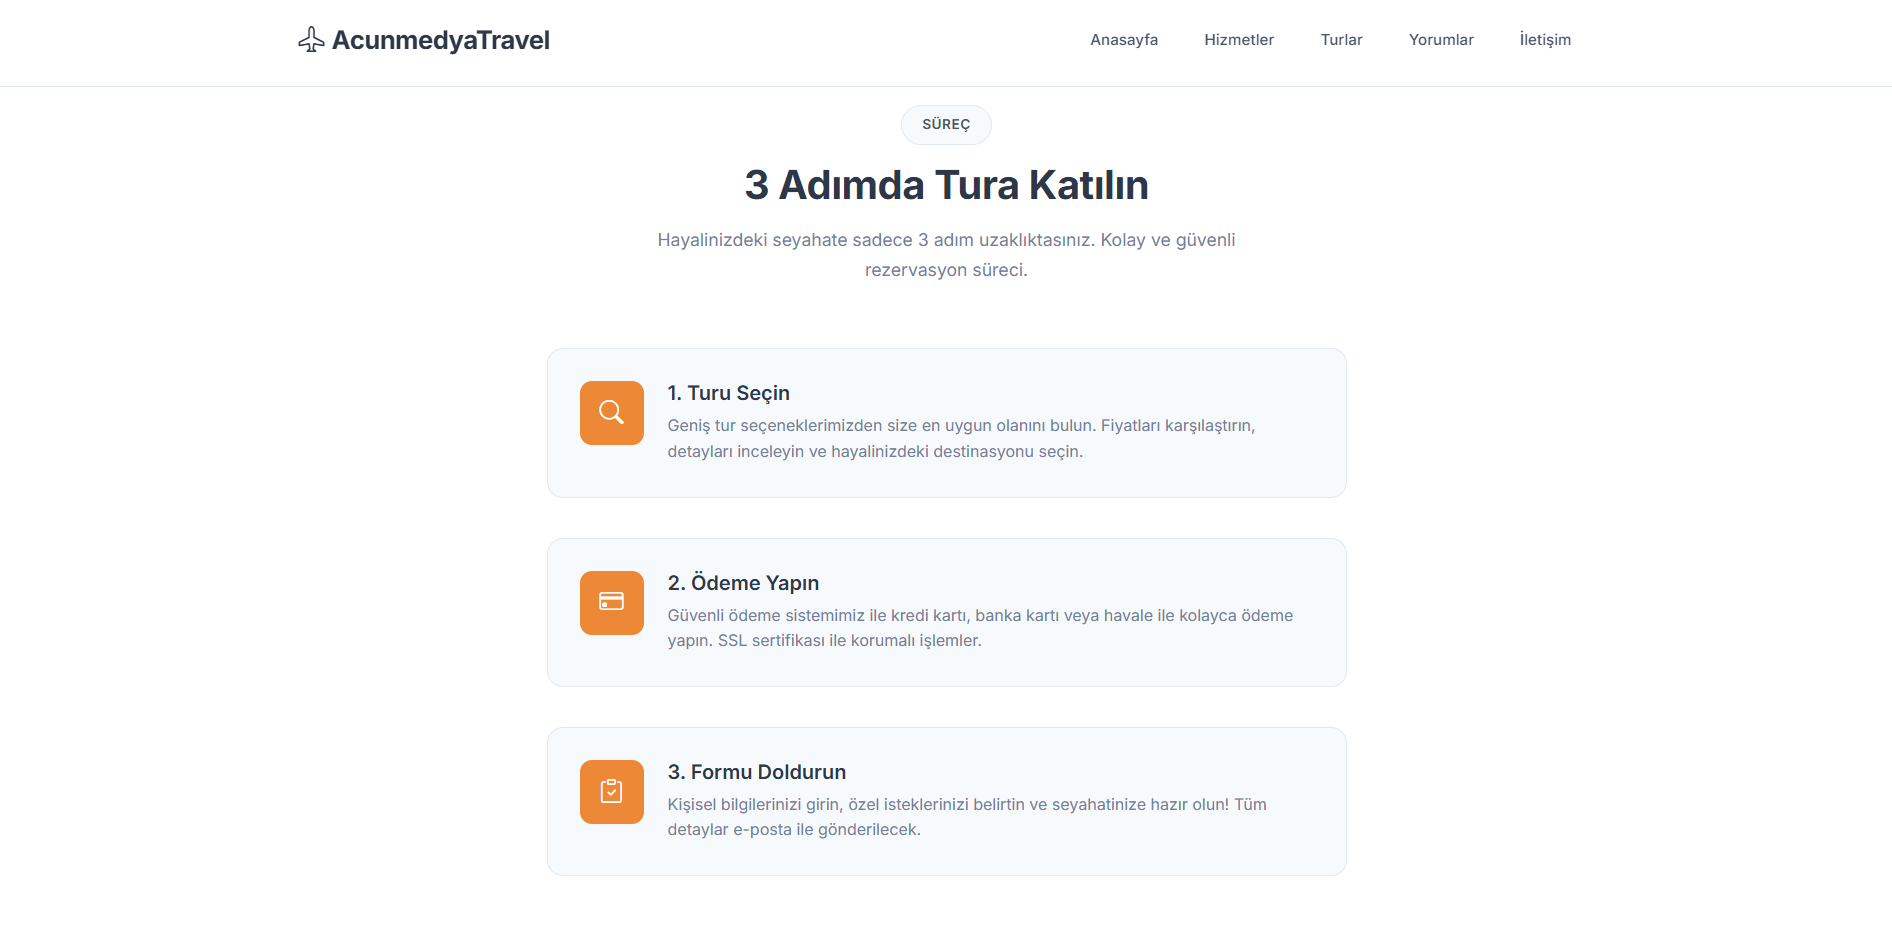 AcunmedyaTravel
Anasayfa Hizmetler Turlar Yorumlar İletişim
SÜREÇ
3 Adımda Tura Katılın
Hayalinizdeki seyahate sadece 3 adım uzaklıktasınız. Kolay ve güvenli
rezervasyon süreci.
1. Turu Seçin
Geniş tur seçeneklerimizden size en uygun olanını bulun. Fiyatları karşılaştırın,
detayları inceleyin ve hayalinizdeki destinasyonu seçin.
2. Ödeme Yapın
Güvenli ödeme sistemimiz ile kredi kartı, banka kartı veya havale ile kolayca ödeme
yapın. SSL sertifikası ile korumalı işlemler.
3. Formu Doldurun
Kişisel bilgilerinizi girin, özel isteklerinizi belirtin ve seyahatinize hazır olun! Tüm
detaylar e-posta ile gönderilecek.